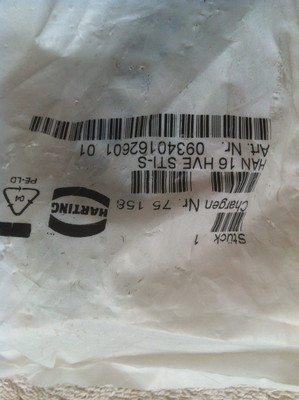 Stück 1
Chargen Nr. 75 158
HARTING
HAN 16 HVE STI-S
Art. Nr. 09340162601 01
04
PE-LD